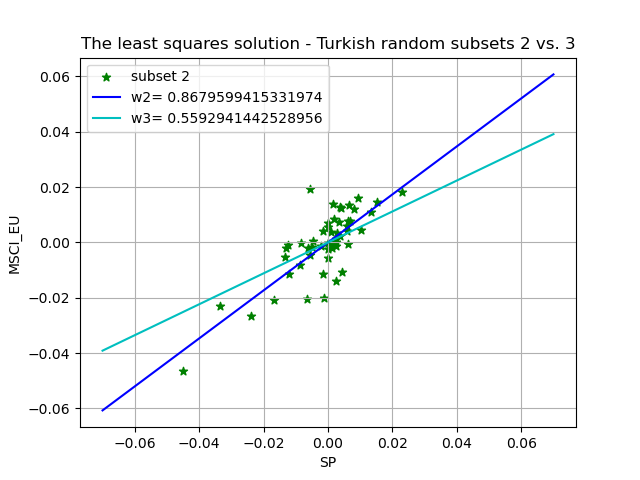 The least squares solution - Turkish random subsets 2 vs. 3
subset 2
w2= 0.8679599415331974
w3= 0.5592941442528956
0.06
0.04
0.02
0.00
−0.02
−0.04
−0.06
MSCI_EU
−0.06 −0.04 −0.02 0.00 0.02 0.04 0.06
SP